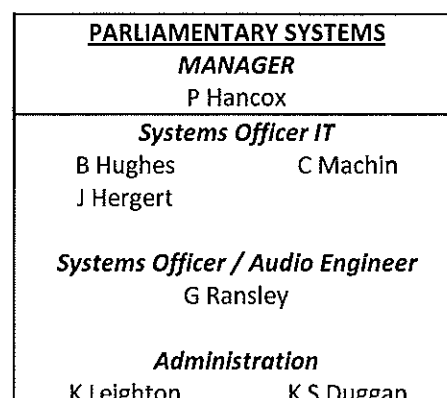 PARLIAMENTARY SYSTEMS
MANAGER
P Hancox
Systems Officer IT
B Hughes C Machin
J Hergert
Systems Officer / Audio Engineer
G Ransley
Administration
K Leighton K S Duggan